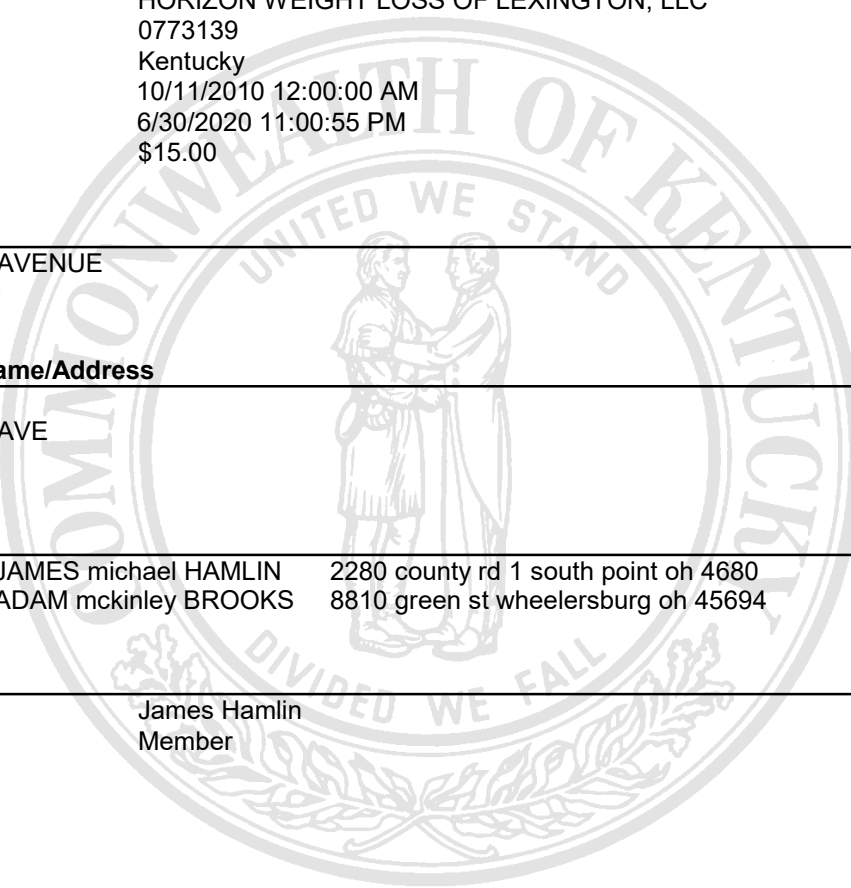 HORIZON WEIGHT LOSS OF LEXINGTON, LLC
0773139
Kentucky
10/11/2010 12:00:00 AM
6/30/2020 11:00:55 PM
$15.00
COMMONWEALTH OF KENTUCKY
UNITED WE STAND
AVENUE
ame/Address
AVE
JAMES michael HAMLIN 2280 county rd 1 south point oh 4680
ADAM mckinley BROOKS 8810 green st wheelersburg oh 45694
DIVIDED WE FALL
James Hamlin
Member